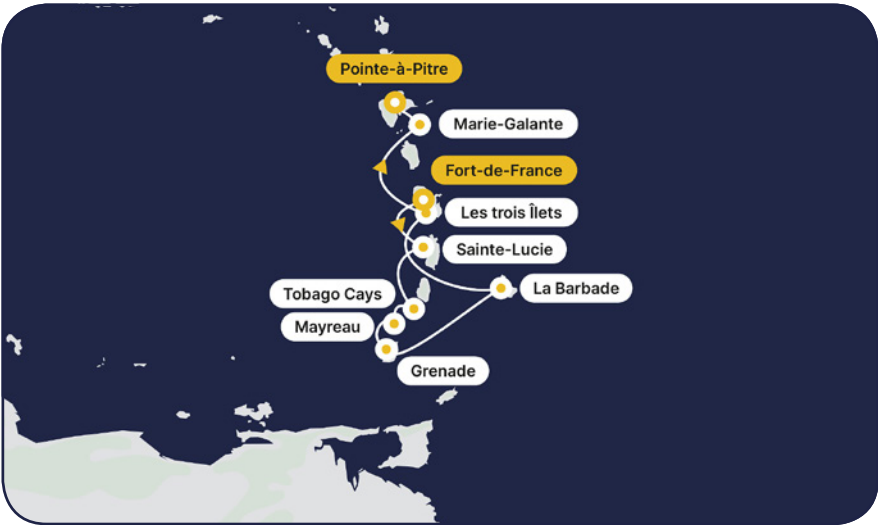 Pointe-à-Pitre
Marie-Galante
Fort-de-France
Les trois Îlets
Sainte-Lucie
La Barbade
Tobago Cays
Mayreau
Grenade